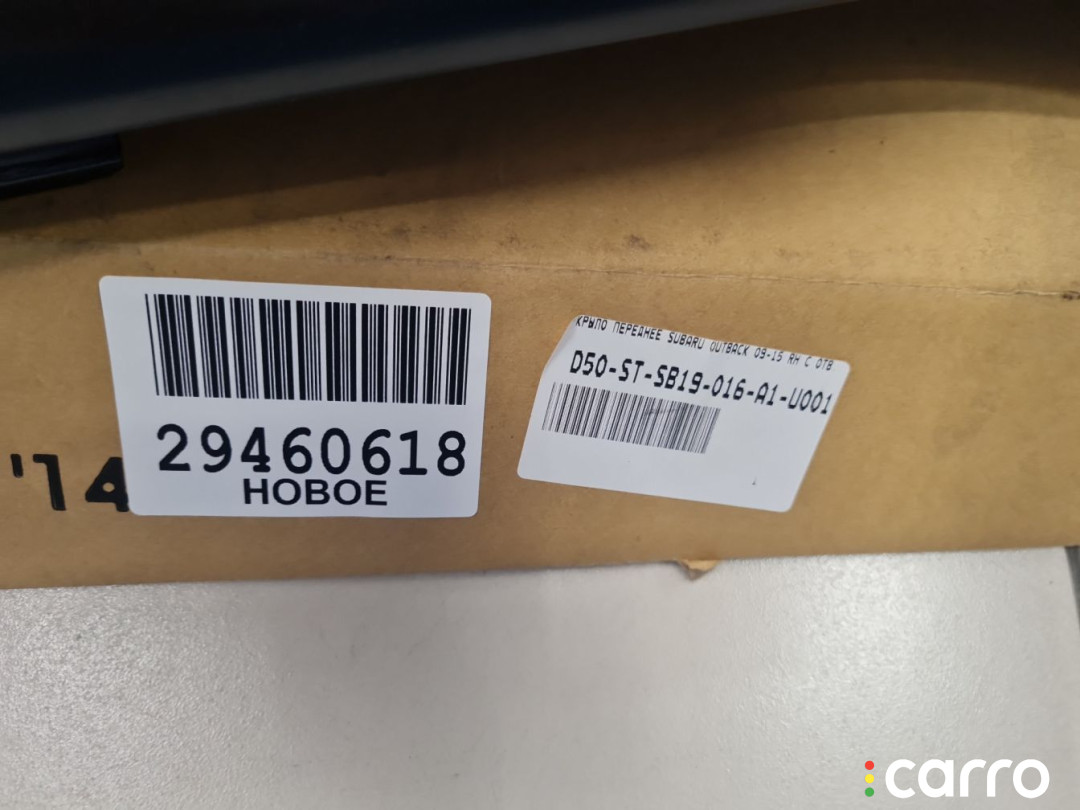 29460618
НОВОЕ
'14
КРЫЛО ПЕРЕДНЕЕ SUBARU OUTBACK 09-15 RH С ОТВ
D50-ST-SB19-016-A1-U001
carro